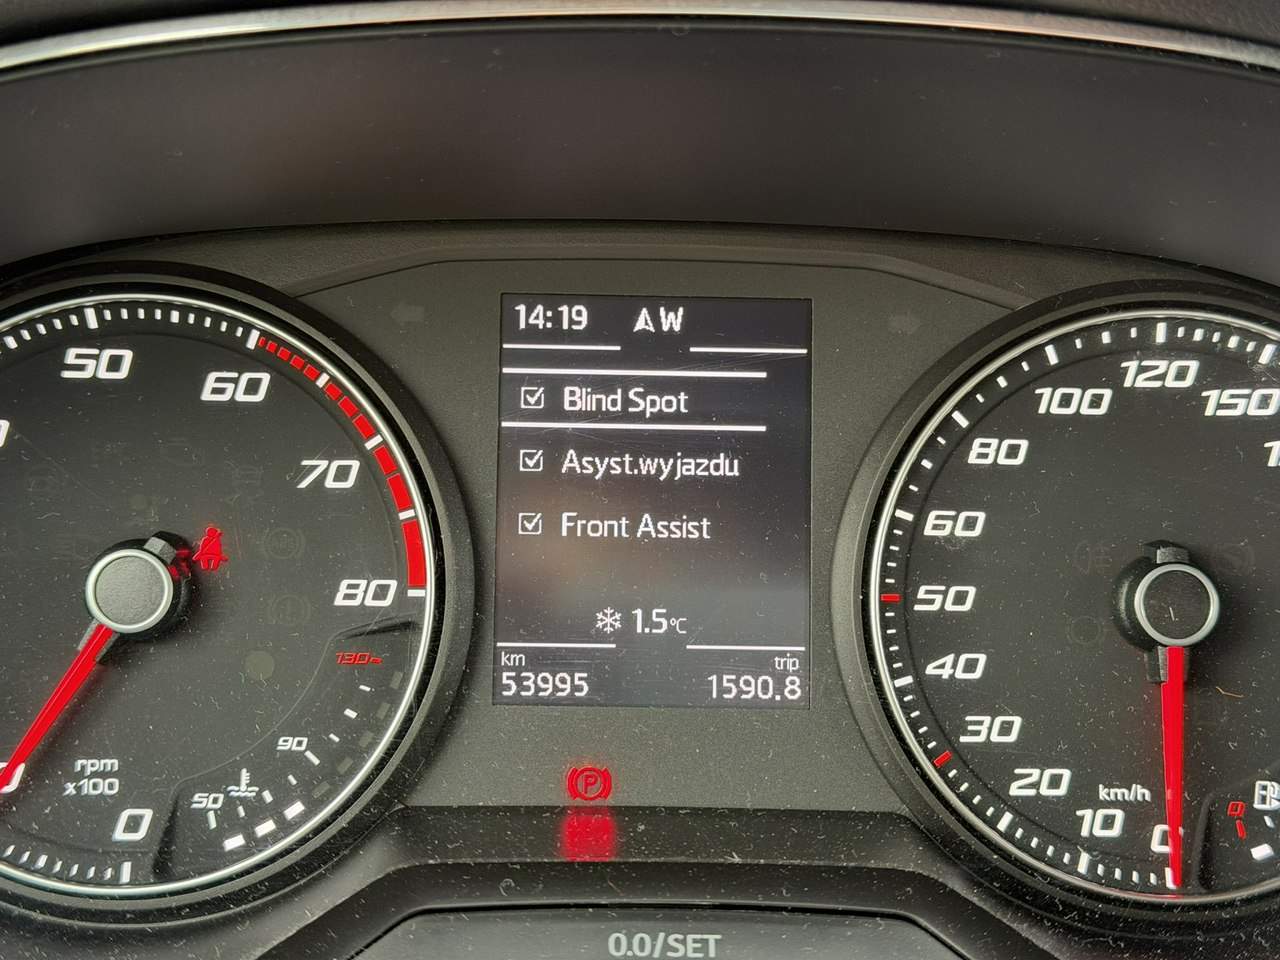 14:19 W
Blind Spot
Asyst.wyjazdu
Front Assist
1.5°C
km
trip
53995
1590.8
50
60
70
80
130
90
50
rpm
x100
0
P
150
120
100
80
60
50
40
30
20
10
0
km/h
0
0.0/SET